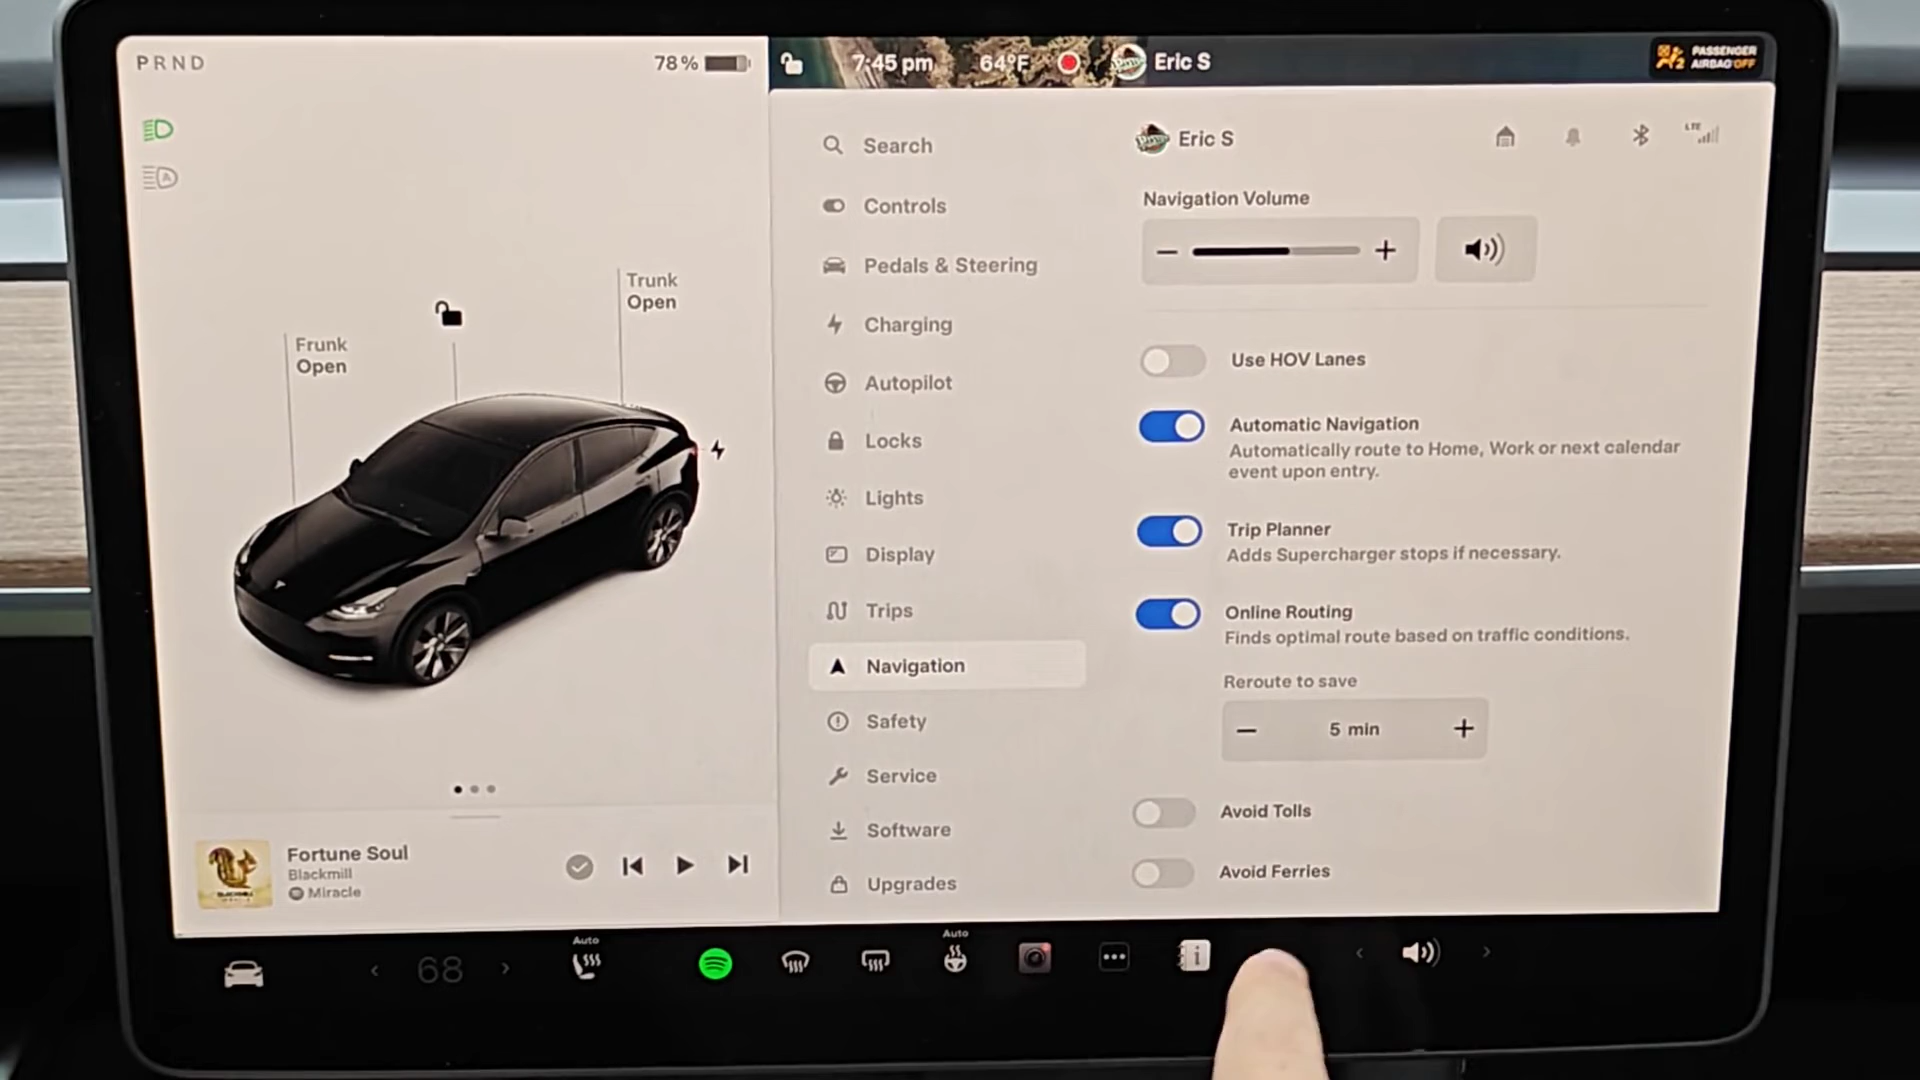 PRND
78%
7:45 pm
64°F
Eric S
PASSENGER
AIRBAG OFF
Trunk
Open
Frunk
Open
Fortune Soul
Blackmill
Miracle
Search
Controls
Pedals & Steering
Charging
Autopilot
Locks
Lights
Display
Trips
Navigation
Safety
Service
Software
Upgrades
Eric S
LTE
Navigation Volume
Use HOV Lanes
Automatic Navigation
Automatically route to Home, Work or next calendar
event upon entry.
Trip Planner
Adds Supercharger stops if necessary.
Online Routing
Finds optimal route based on traffic conditions.
Reroute to save
5 min
Avoid Tolls
Avoid Ferries
68
Auto
Auto